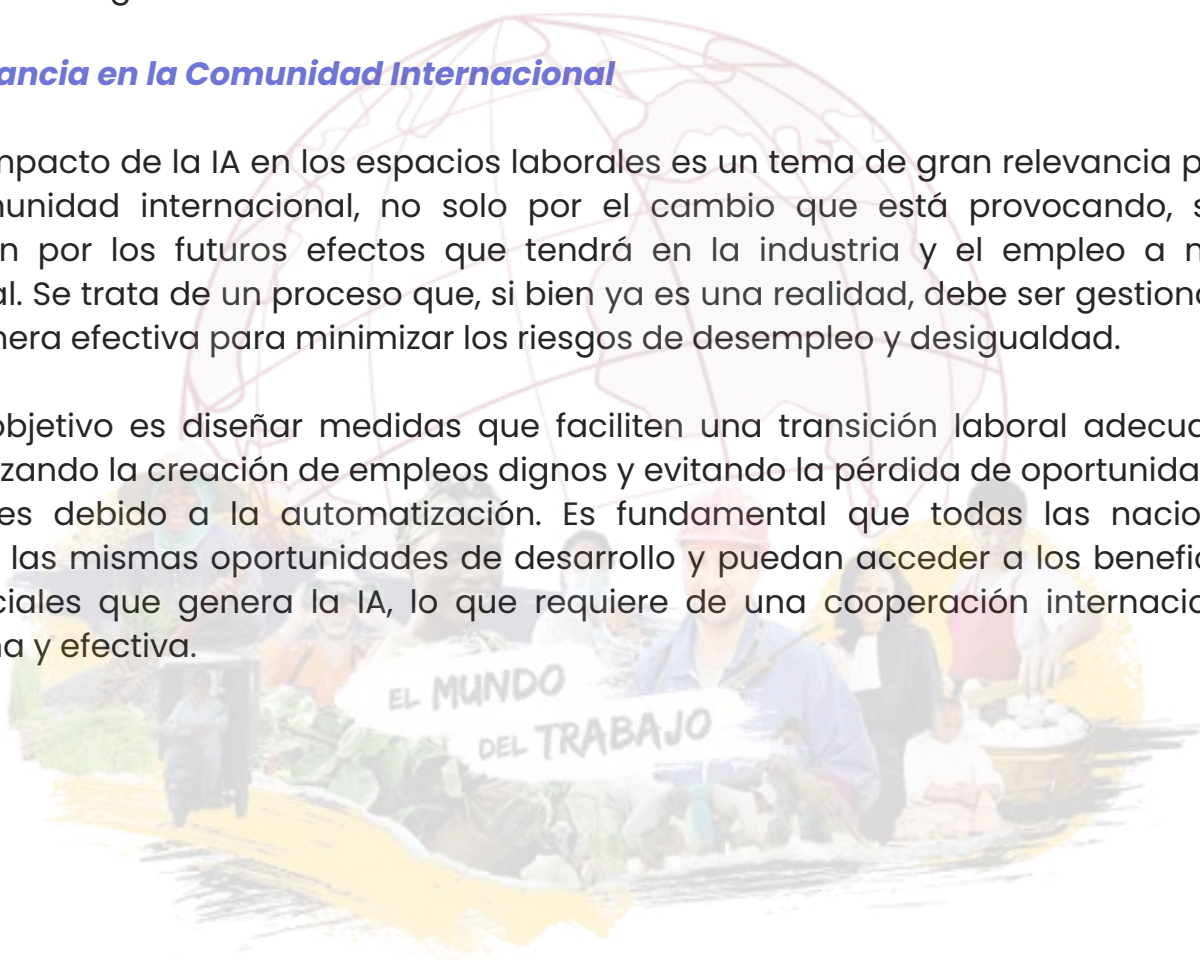 ancia en la Comunidad Internacional
mpacto de la IA en los espacios laborales es un tema de gran relevancia p
munidad internacional, no solo por el cambio que está provocando, s
n por los futuros efectos que tendrá en la industria y el empleo a n
al. Se trata de un proceso que, si bien ya es una realidad, debe ser gestiona
nera efectiva para minimizar los riesgos de desempleo y desigualdad.
objetivo es diseñar medidas que faciliten una transición laboral adecua
zando la creación de empleos dignos y evitando la pérdida de oportunida
es debido a la automatización. Es fundamental que todas las nacio
las mismas oportunidades de desarrollo y puedan acceder a los benefic
ciales que genera la IA, lo que requiere de una cooperación internacio
na y efectiva.
EL MUNDO
DEL TRABAJO